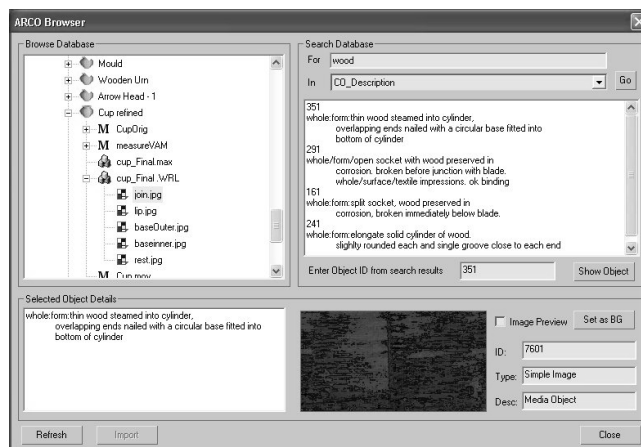 ARCO Browser
Browse Database
Mould
Wooden Urn
Arrow Head - 1
Cup refined
M CupOrig
M measureVAM
cup_Final.max
cup_Final .WRL
join.jpg
lip.jpg
baseOuter.jpg
baseinner.jpg
rest.jpg
M Cup mov
Search Database
For wood
In CO_Description
Go
351
whole:form:thin wood steamed into cylinder,
overlapping ends nailed with a circular base fitted into
bottom of cylinder
291
whole/form/open socket with wood preserved in
corrosion. broken before junction with blade.
whole/surface/textile impressions. ok binding
161
whole:form:split socket, wood preserved in
corrosion, broken immediately below blade.
241
whole:form:elongate solid cylinder of wood.
slighlty rounded each and single groove close to each end
Enter Object ID from search results 351 Show Object
Selected Object Details
whole:form:thin wood steamed into cylinder,
overlapping ends nailed with a circular base fitted into
bottom of cylinder
Image Preview Set as BG
ID: 7601
Type: Simple Image
Desc: Media Object
Refresh Import Close